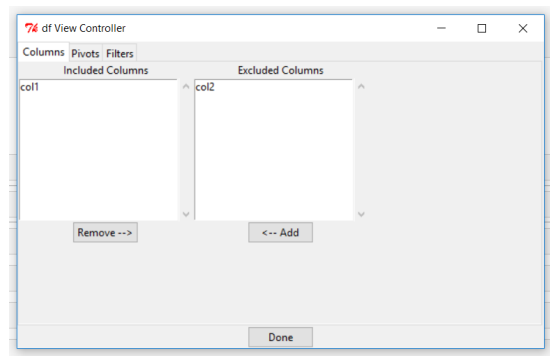 df View Controller
Columns Pivots Filters
Included Columns Excluded Columns
col1 col2
Remove --> <-- Add
Done